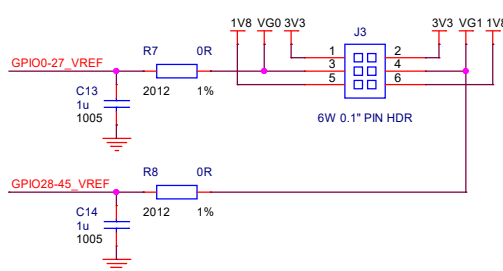 J3
1V8 VG0 3V3 3V3 VG1 1V8
R7 0R
1 2
GPIO0-27_VREF 3 4
5 6
C13 2012 1%
1u
1005
6W 0.1" PIN HDR
R8 0R
GPIO28-45_VREF
C14 2012 1%
1u
1005